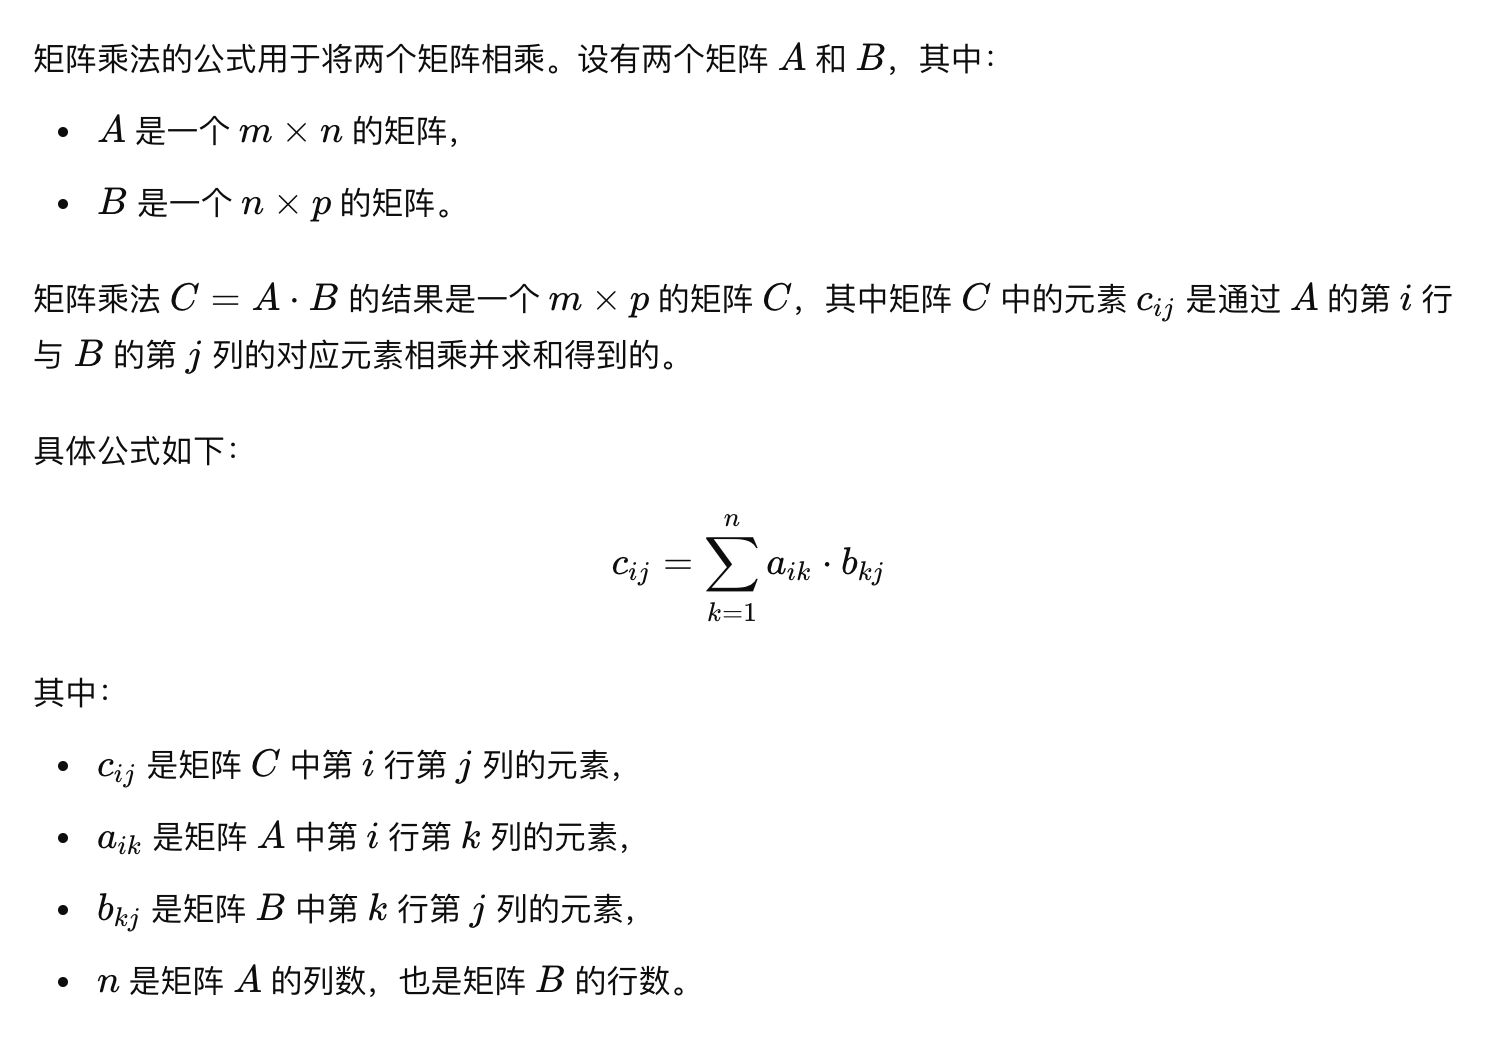 矩阵乘法的公式用于将两个矩阵相乘。设有两个矩阵 A 和 B，其中：
• A 是一个 m × n 的矩阵，
• B 是一个 n × p 的矩阵。
矩阵乘法 C = A · B 的结果是一个 m × p 的矩阵 C，其中矩阵 C 中的元素 c_{ij} 是通过 A 的第 i 行
与 B 的第 j 列的对应元素相乘并求和得到的。
具体公式如下：
c_{ij} = \sum_{k=1}^{n} a_{ik} · b_{kj}
其中：
• c_{ij} 是矩阵 C 中第 i 行第 j 列的元素，
• a_{ik} 是矩阵 A 中第 i 行第 k 列的元素，
• b_{kj} 是矩阵 B 中第 k 行第 j 列的元素，
• n 是矩阵 A 的列数，也是矩阵 B 的行数。